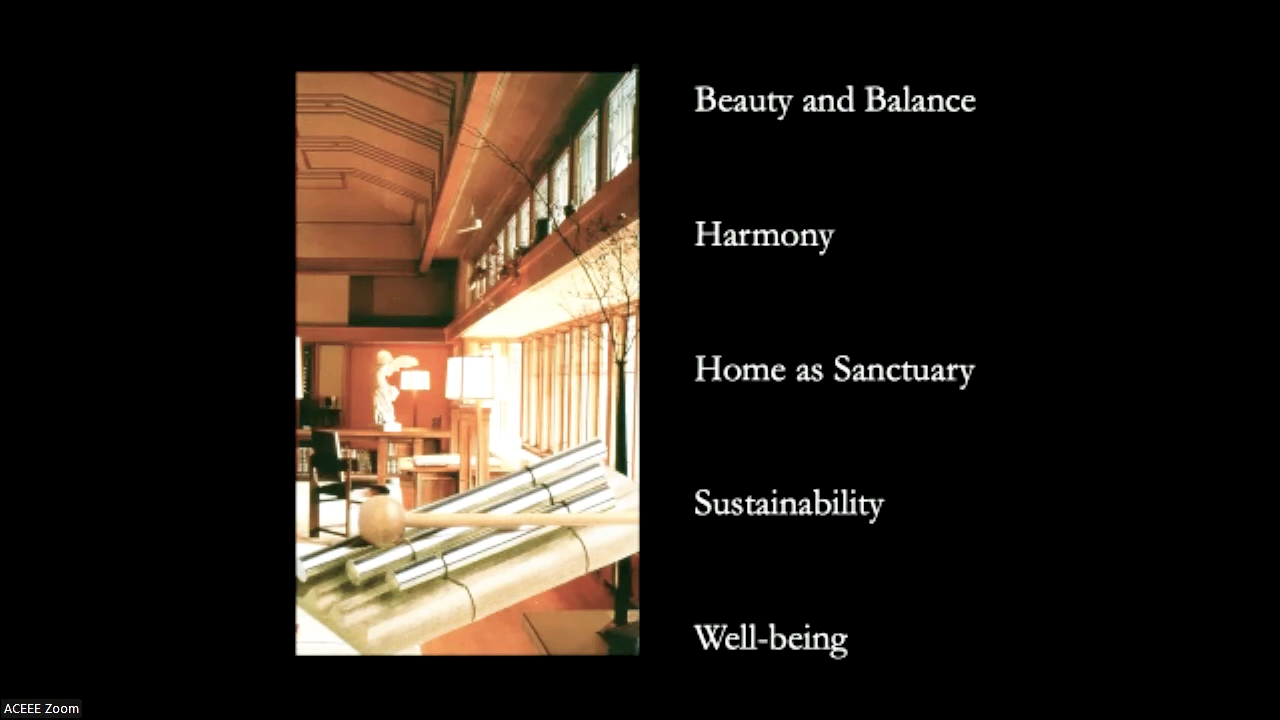 Beauty and Balance
Harmony
Home as Sanctuary
Sustainability
Well-being
ACEEE Zoom